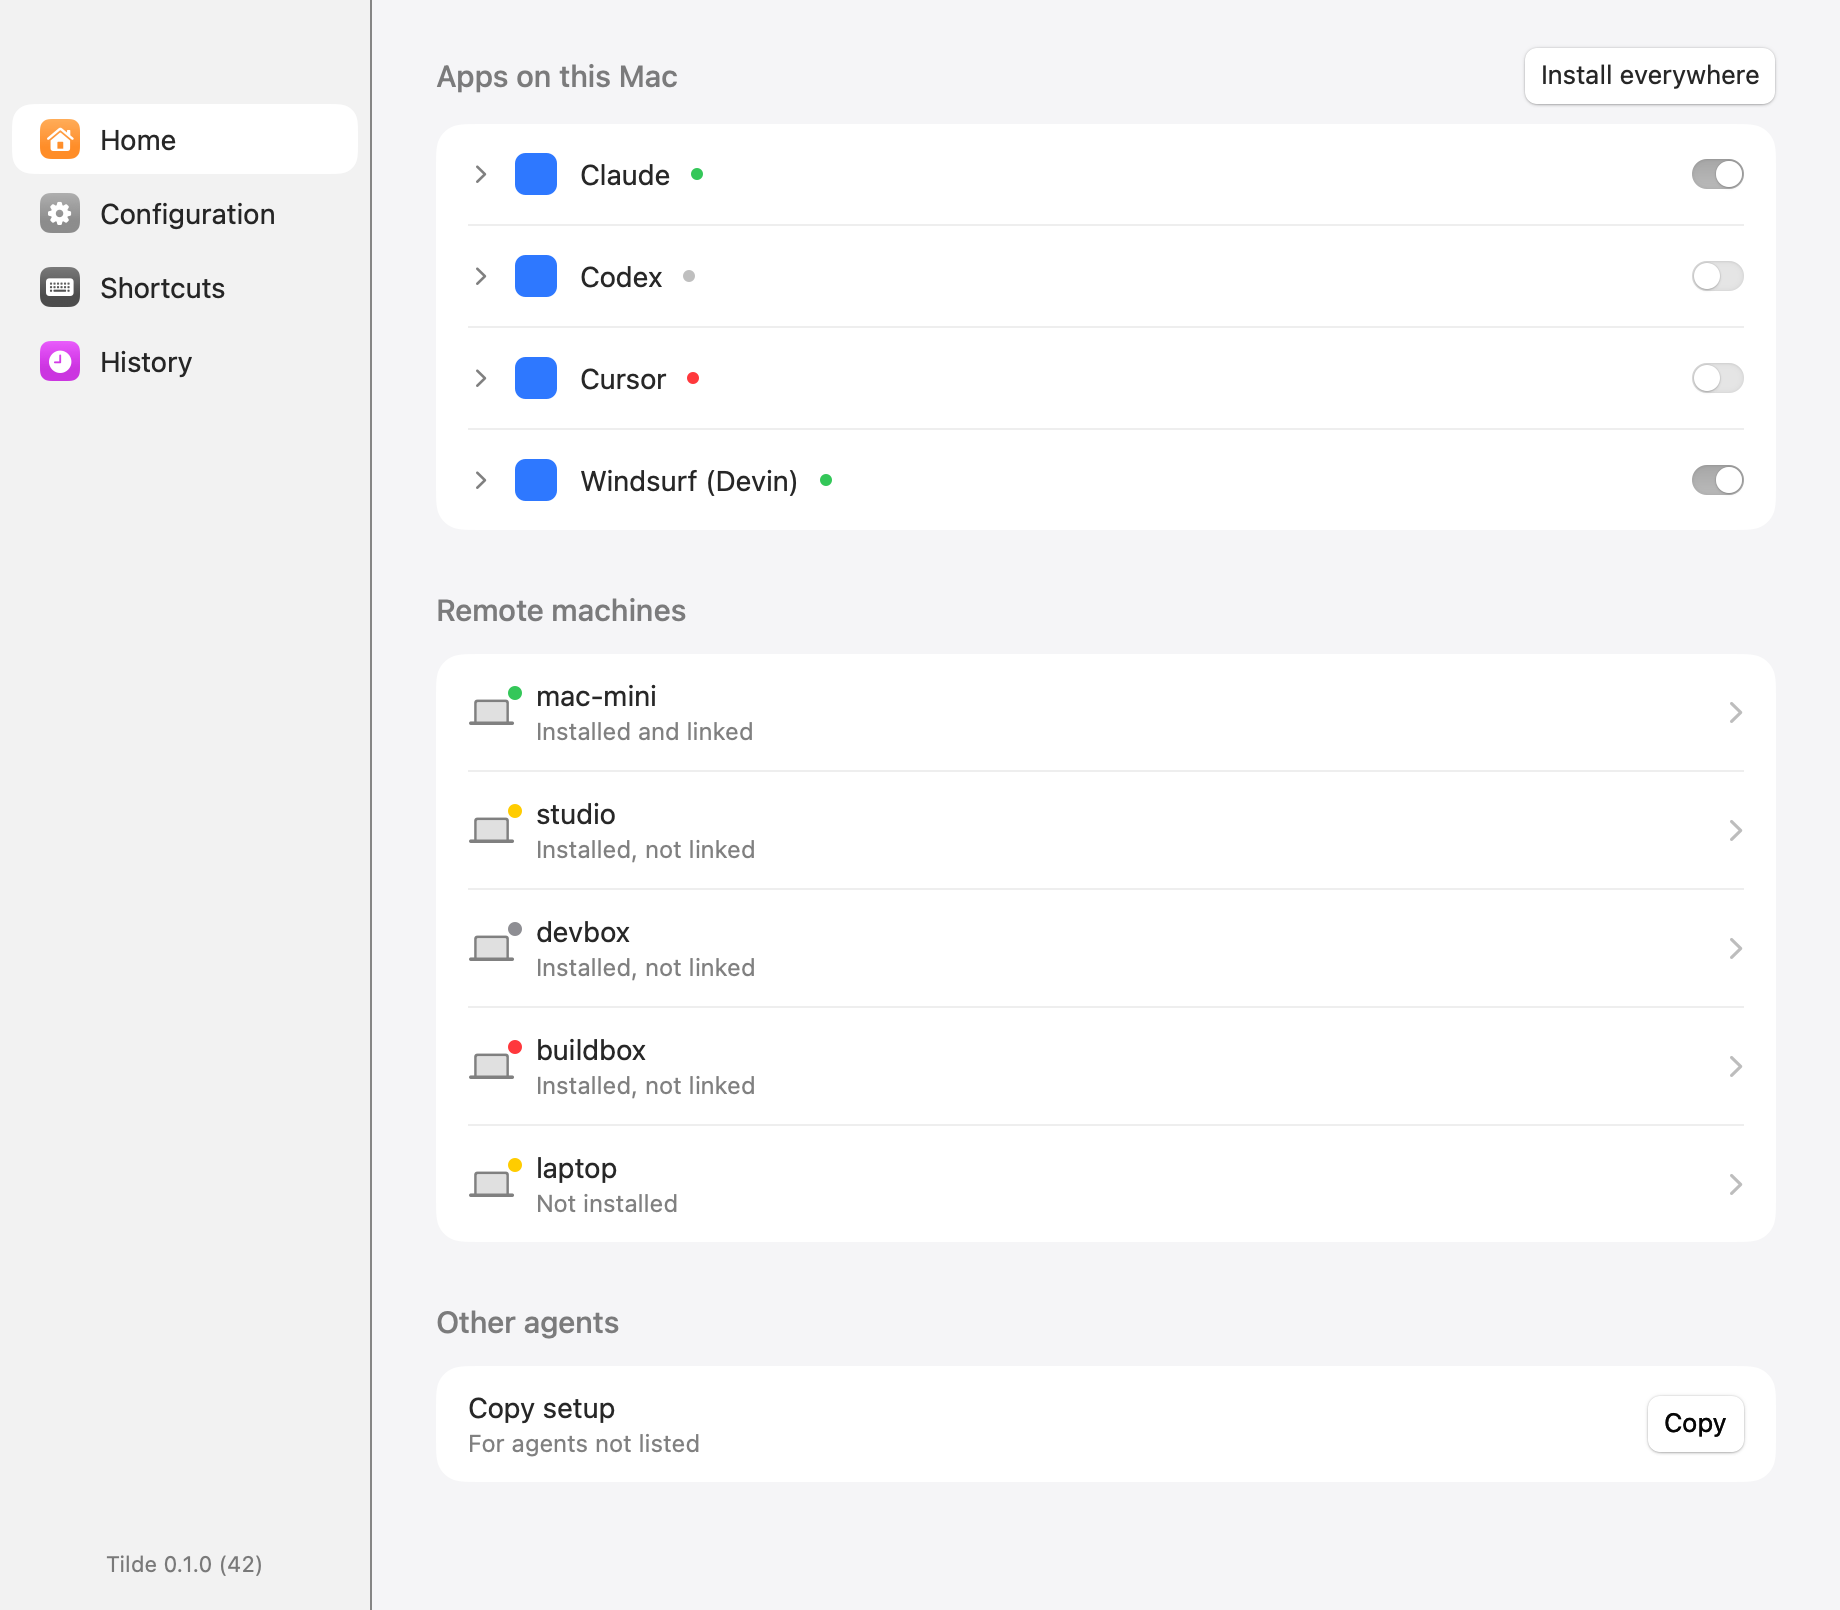 Home
Configuration
Shortcuts
History
Tilde 0.1.0 (42)
Apps on this Mac
Install everywhere
Claude
Codex
Cursor
Windsurf (Devin)
Remote machines
mac-mini
Installed and linked
studio
Installed, not linked
devbox
Installed, not linked
buildbox
Installed, not linked
laptop
Not installed
Other agents
Copy setup
For agents not listed
Copy